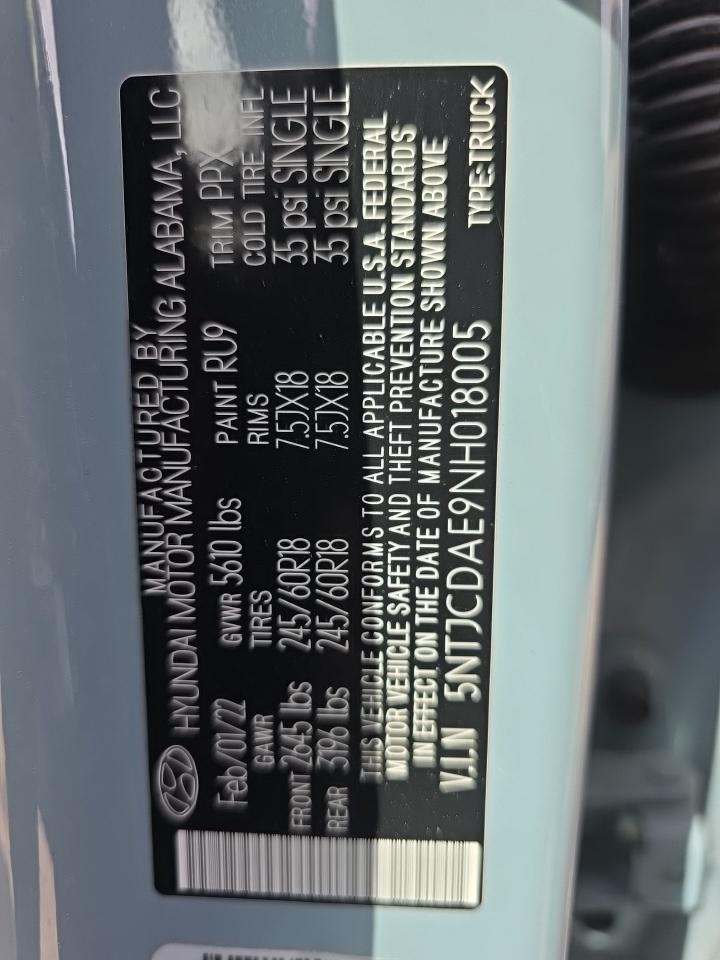 MANUFACTURED BY
HYUNDAI MOTOR MANUFACTURING ALABAMA, LLC
Feb/01/22 GVWR 5610 lbs PAINT RU9 TRIM PPX
GAWR TIRES RIMS COLD TIRE INFL
FRONT 2645 lbs 245/60R18 7.5JX18 35 psi SINGLE
REAR 3196 lbs 245/60R18 7.5JX18 35 psi SINGLE
THIS VEHICLE CONFORMS TO ALL APPLICABLE U.S.A. FEDERAL
MOTOR VEHICLE SAFETY AND THEFT PREVENTION STANDARDS
IN EFFECT ON THE DATE OF MANUFACTURE SHOWN ABOVE
V.I.N 5NTJCDAE9NH018005 TYPE:TRUCK